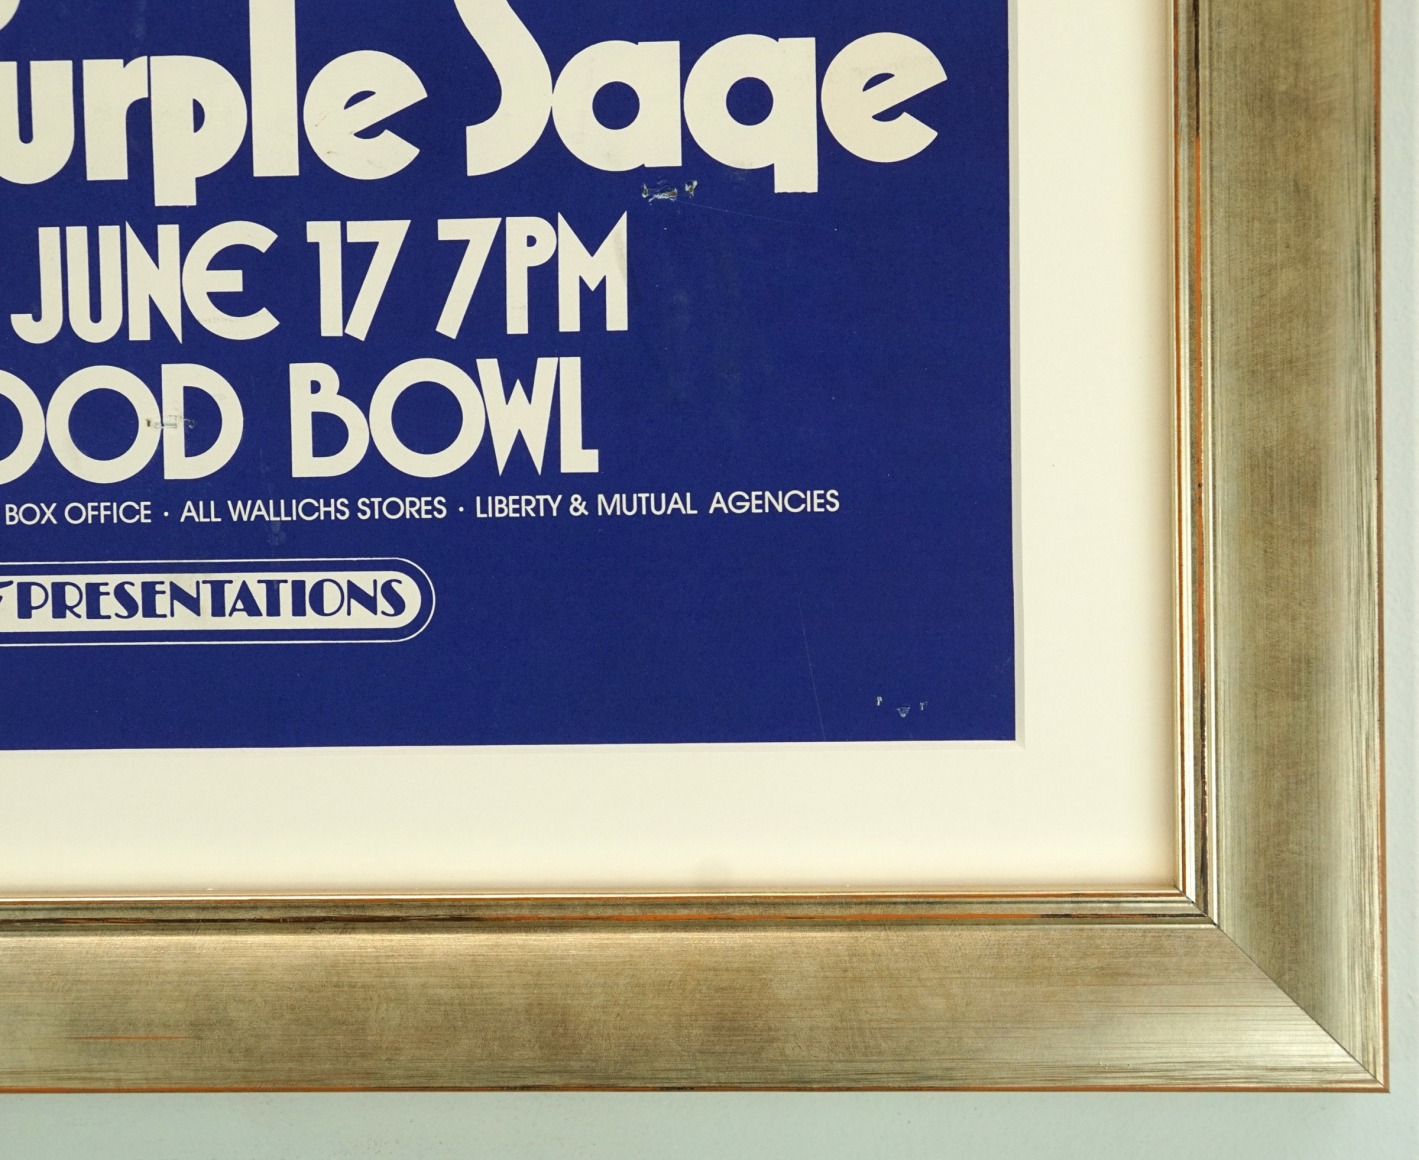 urple Sage
JUNE 17 7PM
OOD BOWL
BOX OFFICE · ALL WALLICHS STORES · LIBERTY & MUTUAL AGENCIES
PRESENTATIONS